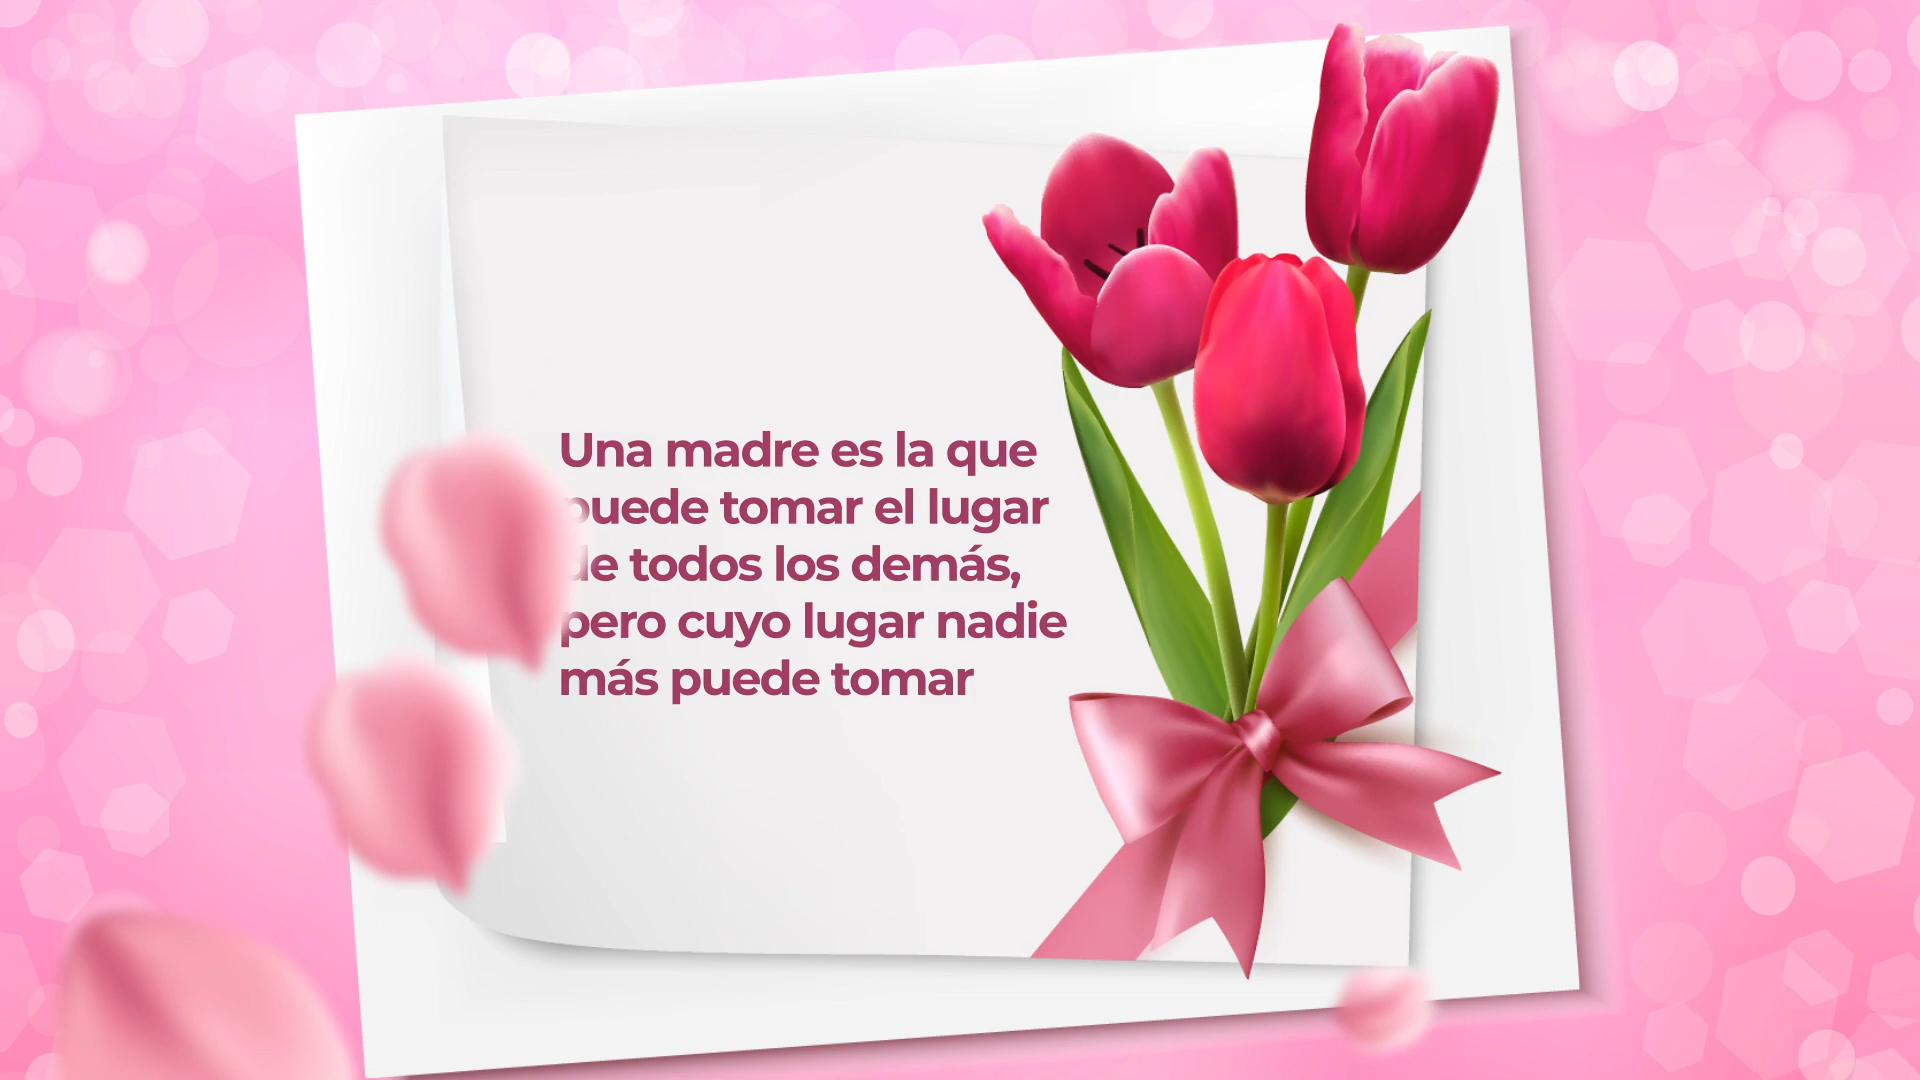 Una madre es la que
puede tomar el lugar
de todos los demás,
pero cuyo lugar nadie
más puede tomar